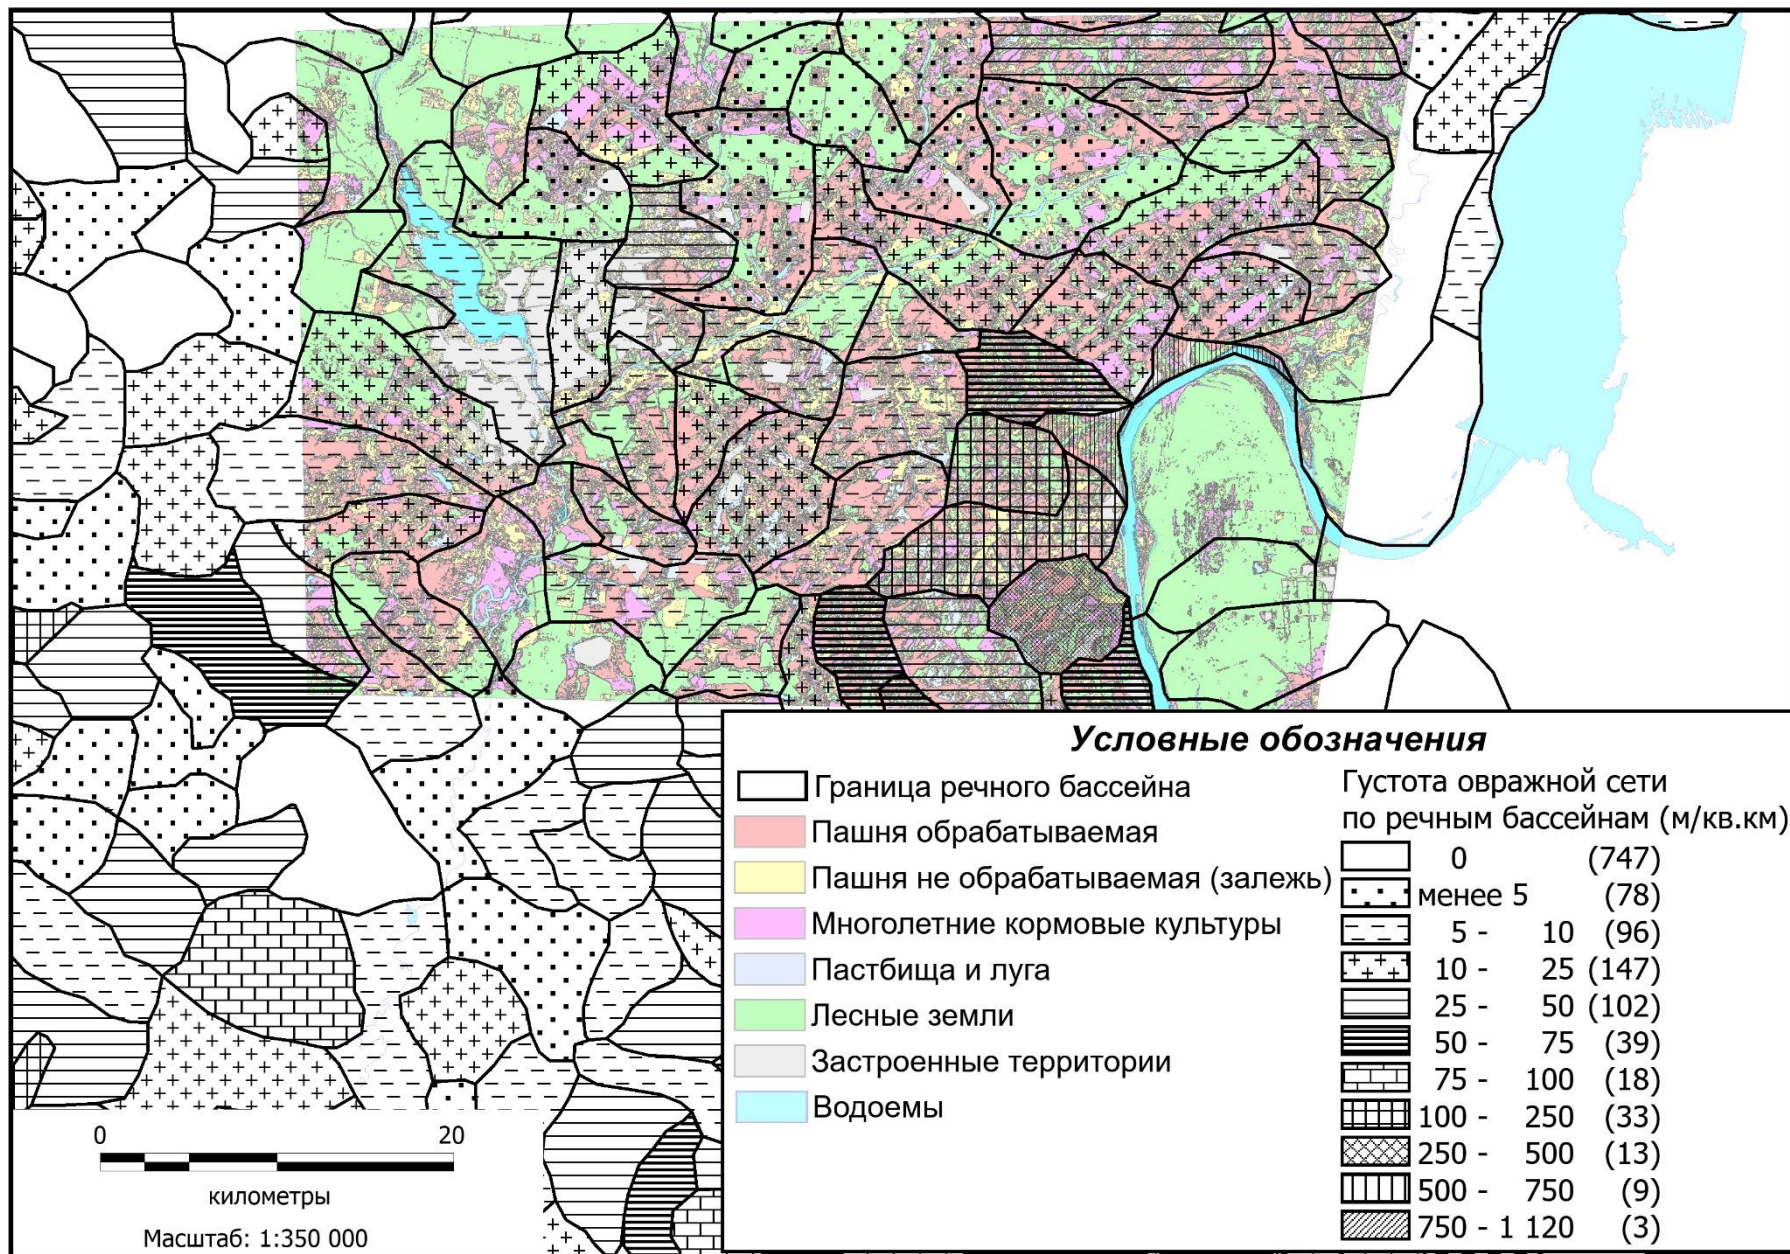 Условные обозначения
Граница речного бассейна
Пашня обрабатываемая
Пашня не обрабатываемая (залежь)
Многолетние кормовые культуры
Пастбища и луга
Лесные земли
Застроенные территории
Водоемы
Густота овражной сети
по речным бассейнам (м/кв.км)
0 (747)
менее 5 (78)
5 - 10 (96)
10 - 25 (147)
25 - 50 (102)
50 - 75 (39)
75 - 100 (18)
100 - 250 (33)
250 - 500 (13)
500 - 750 (9)
750 - 1 120 (3)
0 20
километры
Масштаб: 1:350 000